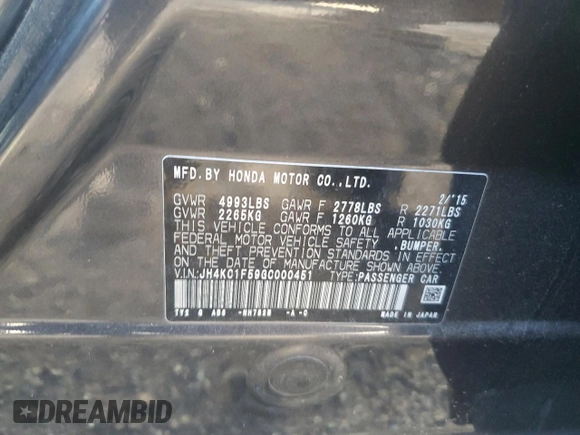 MFD.BY HONDA MOTOR CO.,LTD.
2/'15
GVWR 4993LBS GAWR F 2778LBS R 2271LBS
GVWR 2265KG GAWR F 1260KG R 1030KG
THIS VEHICLE CONFORMS TO ALL APPLICABLE
FEDERAL MOTOR VEHICLE SAFETY ,BUMPER,
AND THEFT PREVENTION STANDARDS IN EFFECT
ON THE DATE OF MANUFACTURE SHOWN ABOVE.
V.I.N:JH4KC1F59GC000451 TYPE:PASSENGER CAR
-A -C
MADE IN JAPAN
DREAMBID